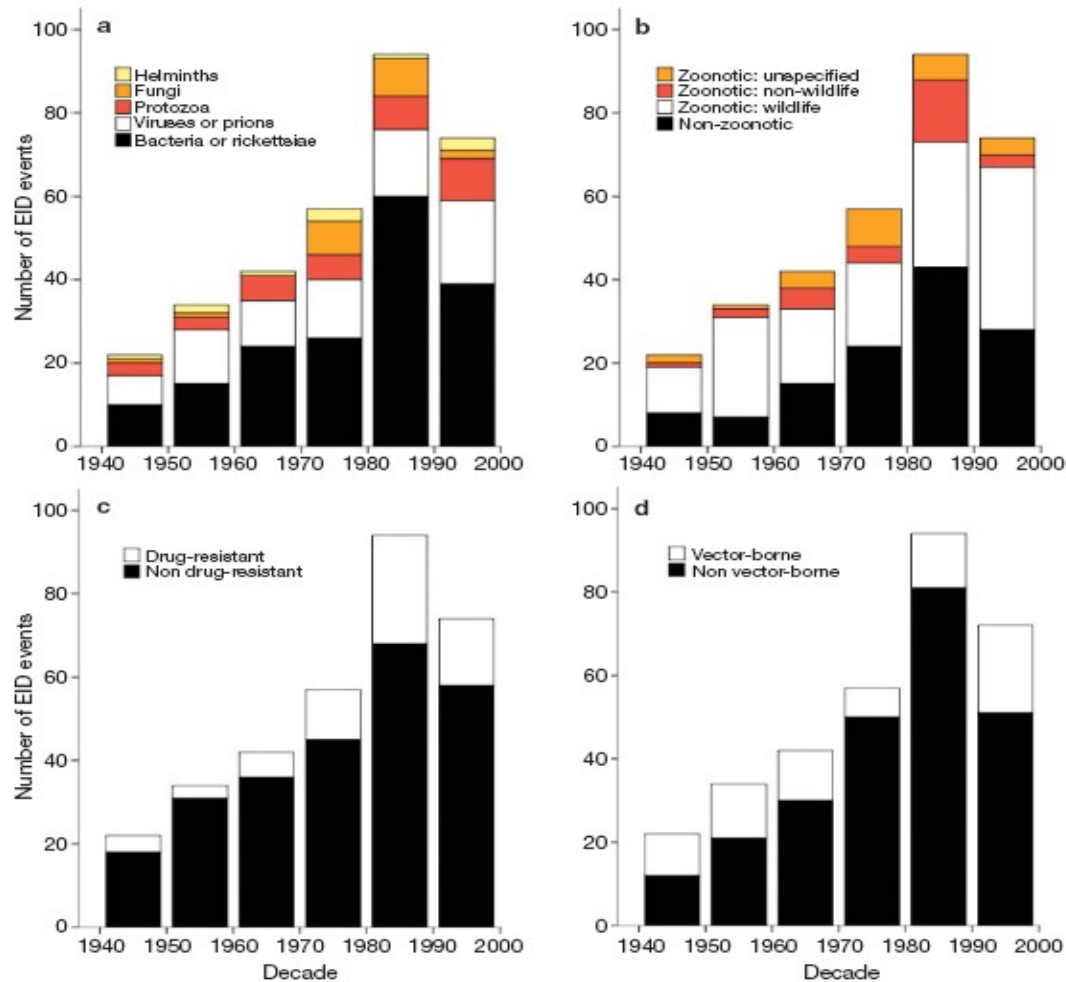 a
Helminths
Fungi
Protozoa
Viruses or prions
Bacteria or rickettsiae
Number of EID events
100
80
60
40
20
0
1940 1950 1960 1970 1980 1990 2000
b
Zoonotic: unspecified
Zoonotic: non-wildlife
Zoonotic: wildlife
Non-zoonotic
100
80
60
40
20
0
1940 1950 1960 1970 1980 1990 2000
c
Drug-resistant
Non drug-resistant
Number of EID events
100
80
60
40
20
0
1940 1950 1960 1970 1980 1990 2000
Decade
d
Vector-borne
Non vector-borne
100
80
60
40
20
0
1940 1950 1960 1970 1980 1990 2000
Decade